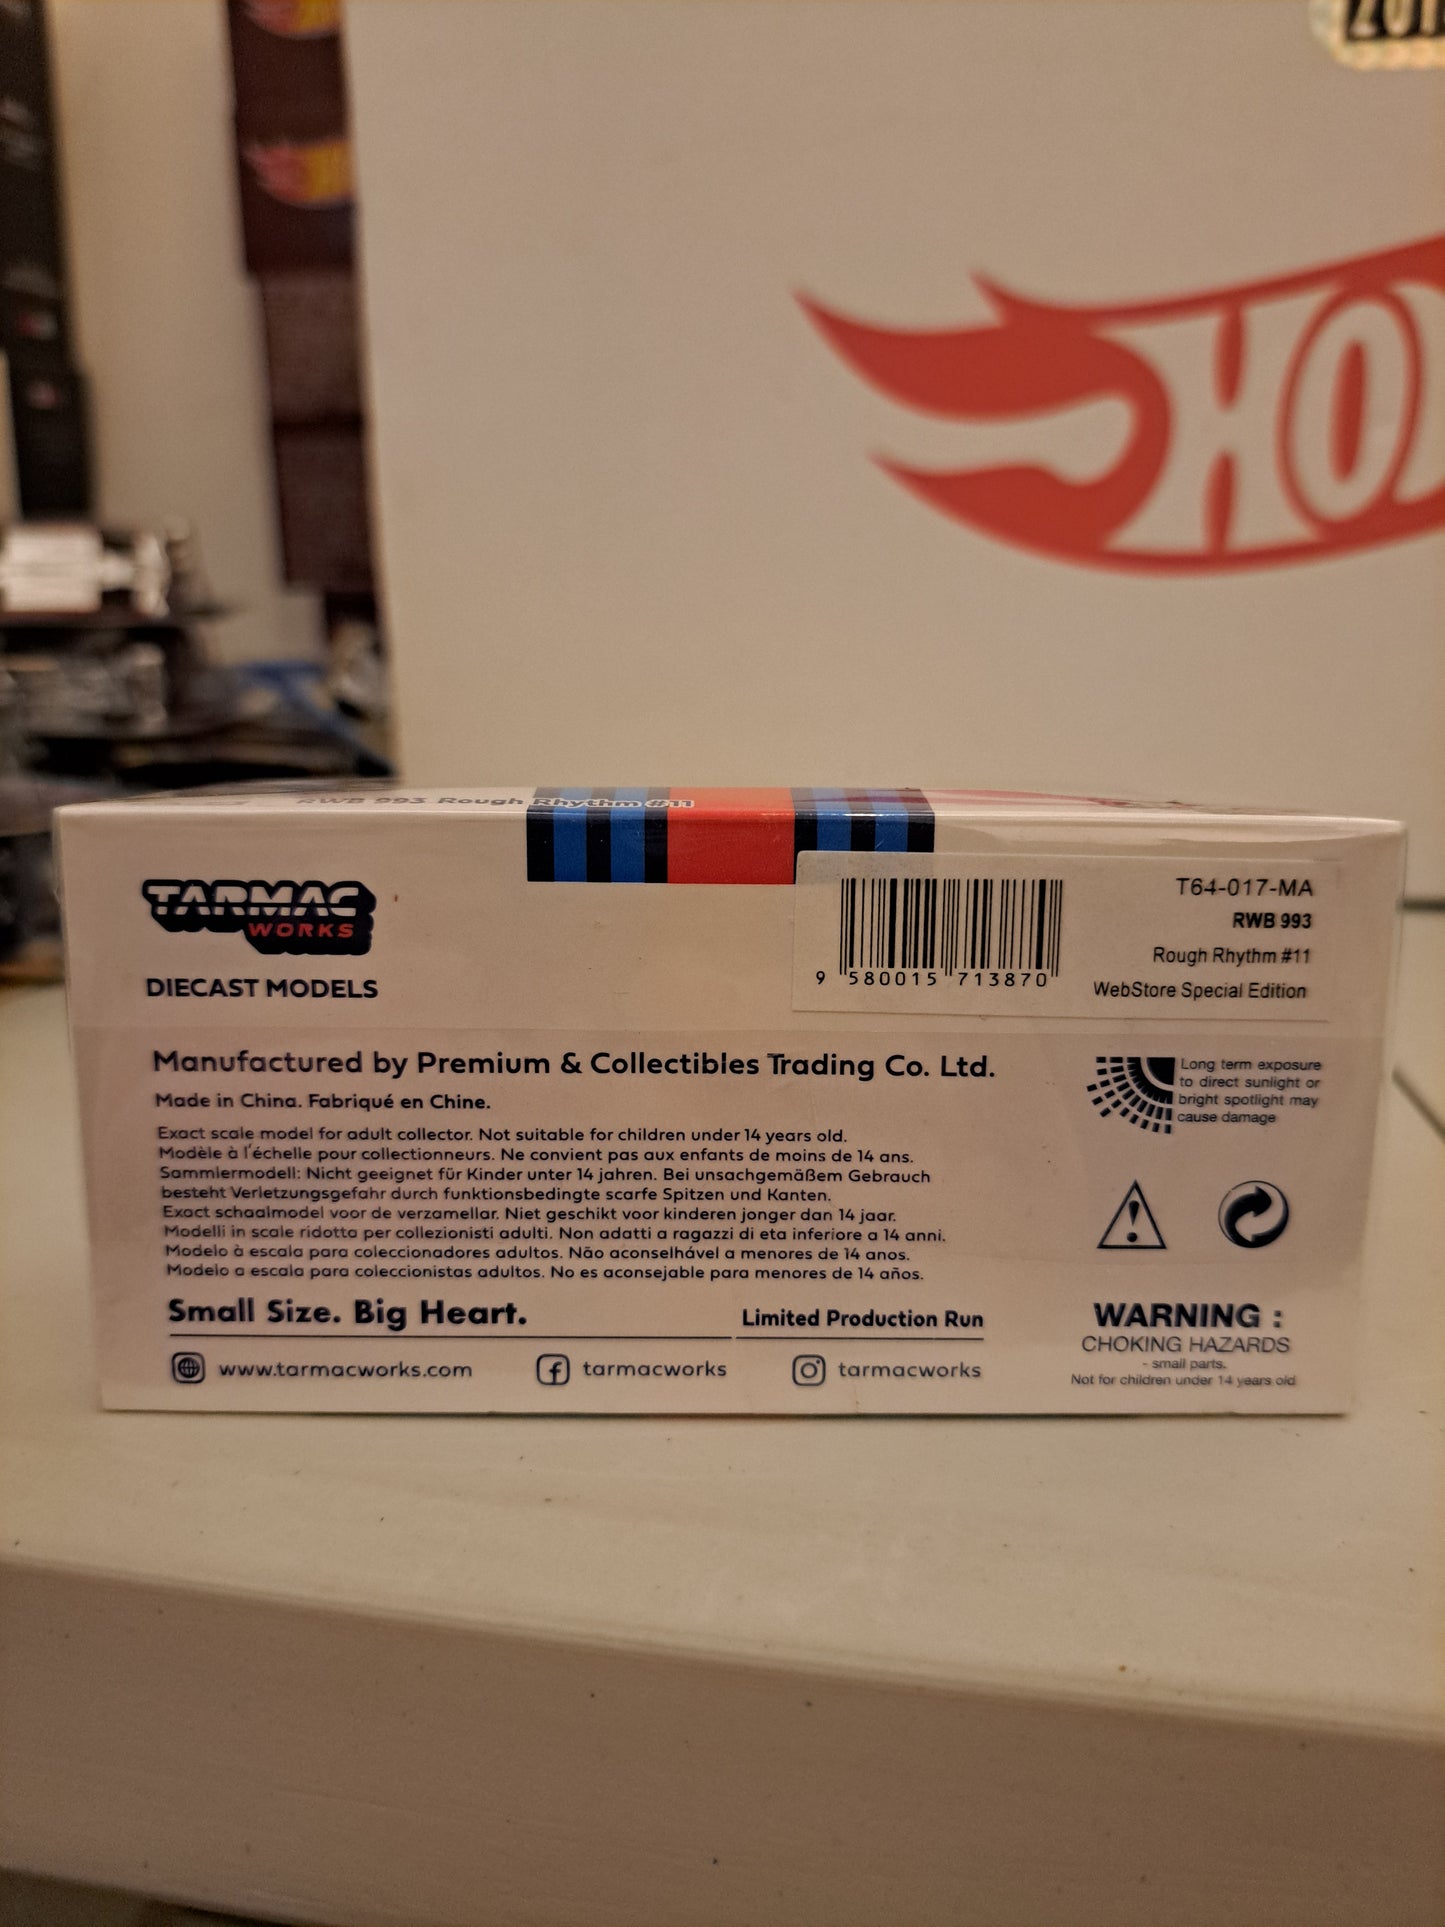 201
HO
RWB 993 Rough Rhythm #11
TARMAC
WORKS
DIECAST MODELS
9 580015 713870
T64-017-MA
RWB 993
Rough Rhythm #11
WebStore Special Edition
Manufactured by Premium & Collectibles Trading Co. Ltd.
Made in China. Fabriqué en Chine.
Exact scale model for adult collector. Not suitable for children under 14 years old.
Modèle à l'échelle pour collectionneurs. Ne convient pas aux enfants de moins de 14 ans.
Sammlermodell: Nicht geeignet für Kinder unter 14 jahren. Bei unsachgemäßem Gebrauch
besteht Verletzungsgefahr durch funktionsbedingte scarfe Spitzen und Kanten.
Exact schaalmodel voor de verzamellar. Niet geschikt voor kinderen jonger dan 14 jaar.
Modelli in scale ridotta per collezionisti adulti. Non adatti a ragazzi di eta inferiore a 14 anni.
Modelo à escala para coleccionadores adultos. Não aconselhável a menores de 14 anos.
Modelo a escala para coleccionistas adultos. No es aconsejable para menores de 14 años.
Long term exposure
to direct sunlight or
bright spotlight may
cause damage
Small Size. Big Heart.
Limited Production Run
www.tarmacworks.com
tarmacworks
tarmacworks
WARNING :
CHOKING HAZARDS
- small parts.
Not for children under 14 years old